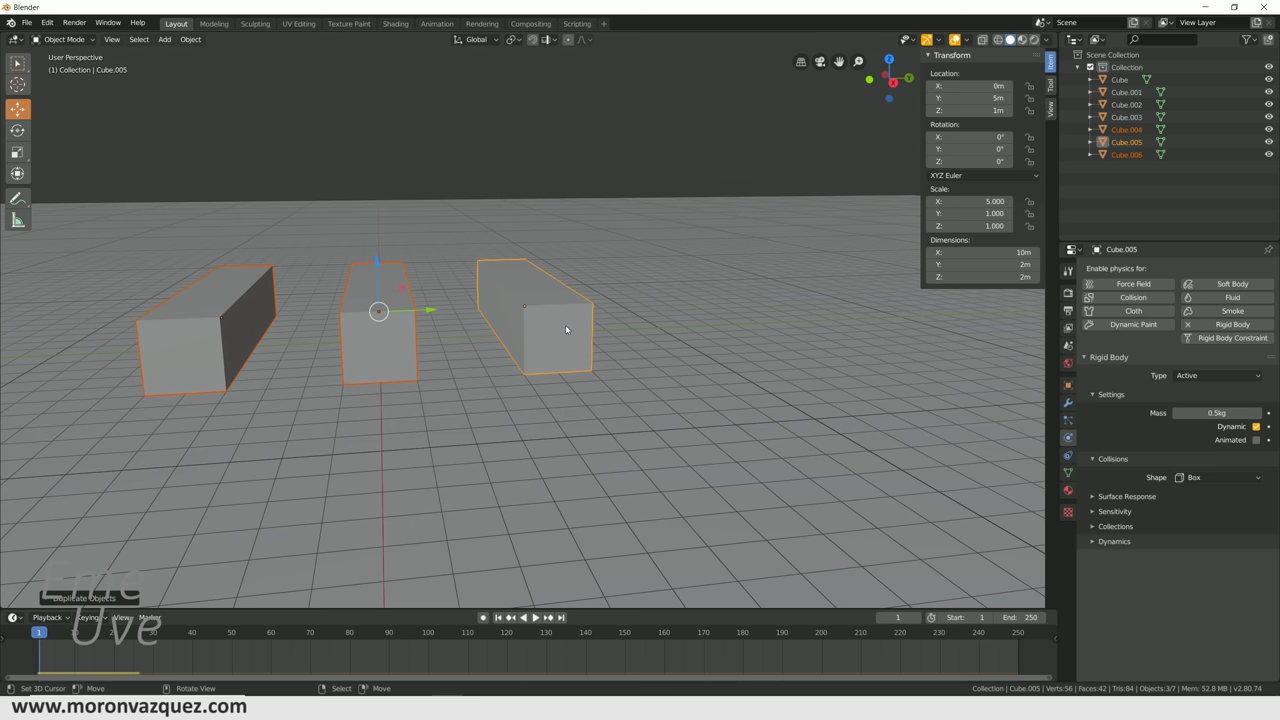 Blender
File Edit Render Window Help Layout Modeling Sculpting UV Editing Texture Paint Shading Animation Rendering Compositing Scripting + Scene View Layer
Object Mode View Select Add Object Global
User Perspective
(1) Collection | Cube.005
Transform
Location:
X: 0m
Y: 5m
Z: 1m
Rotation:
X: 0°
Y: 0°
Z: 0°
XYZ Euler
Scale:
X: 5.000
Y: 1.000
Z: 1.000
Dimensions:
X: 10m
Y: 2m
Z: 2m
Item
Tool
View
Z
Y
X
Scene Collection
Collection
Cube
Cube.001
Cube.002
Cube.003
Cube.004
Cube.005
Cube.006
Cube.005
Enable physics for:
Force Field Soft Body
Collision Fluid
Cloth Smoke
Dynamic Paint Rigid Body
Rigid Body Constraint
Rigid Body
Type Active
Settings
Mass 0.5kg
Dynamic
Animated
Collisions
Shape Box
Surface Response
Sensitivity
Collections
Dynamics
Eme
Duplicate Objects
Uve
Playback Keying View Marker 1 Start: 1 End: 250
1 10 20 30 40 50 60 70 80 90 100 110 120 130 140 150 160 170 180 190 200 210 220 230 240 250
Set 3D Cursor Move Rotate View Select Move Collection | Cube.005 | Verts:56 | Faces:42 | Tris:84 | Objects:3/7 | Mem: 52.8 MB | v2.80.74
www.moronvazquez.com